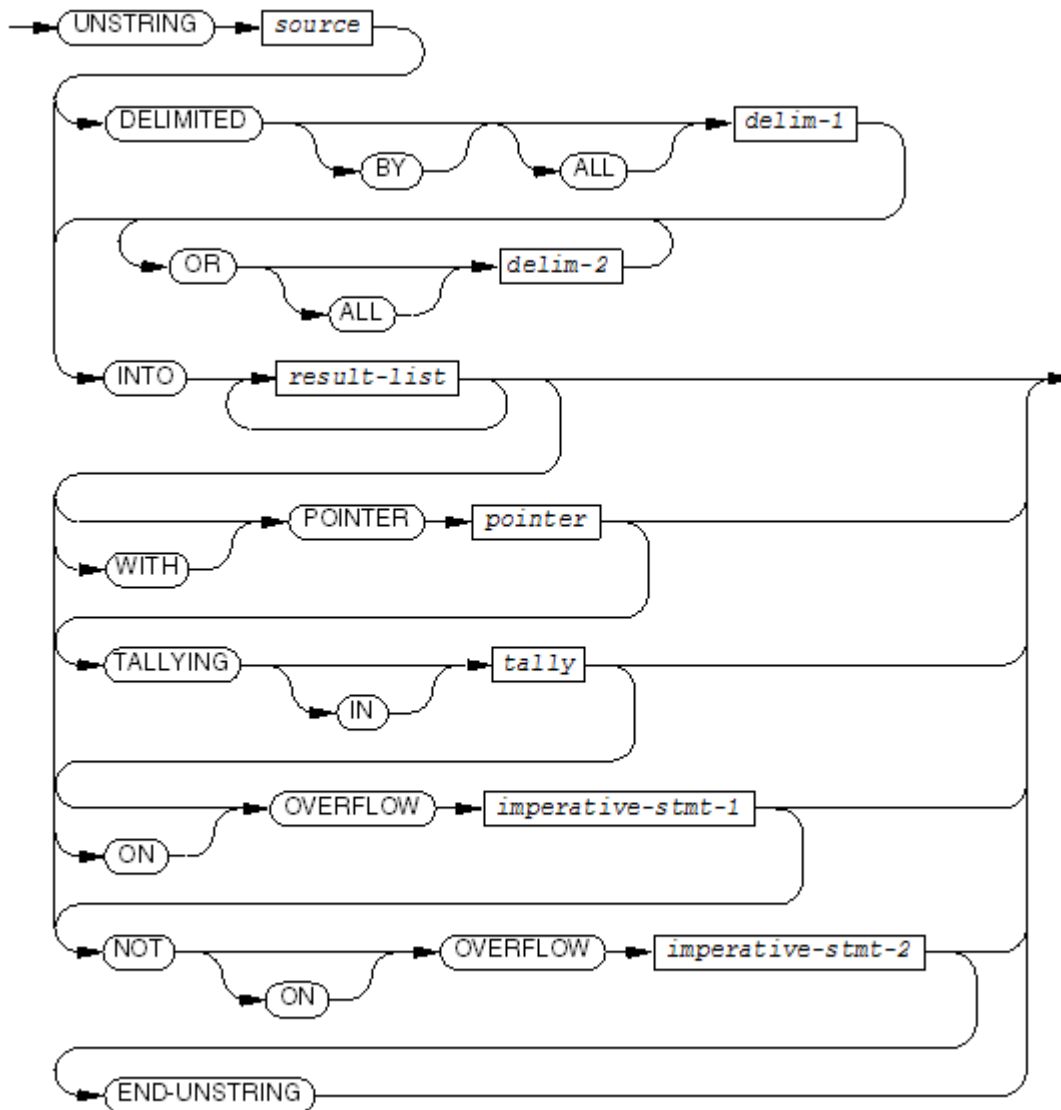 UNSTRING source
DELIMITED BY ALL delim-1
OR ALL delim-2
INTO result-list
WITH POINTER pointer
TALLYING IN tally
ON OVERFLOW imperative-stmt-1
NOT ON OVERFLOW imperative-stmt-2
END-UNSTRING